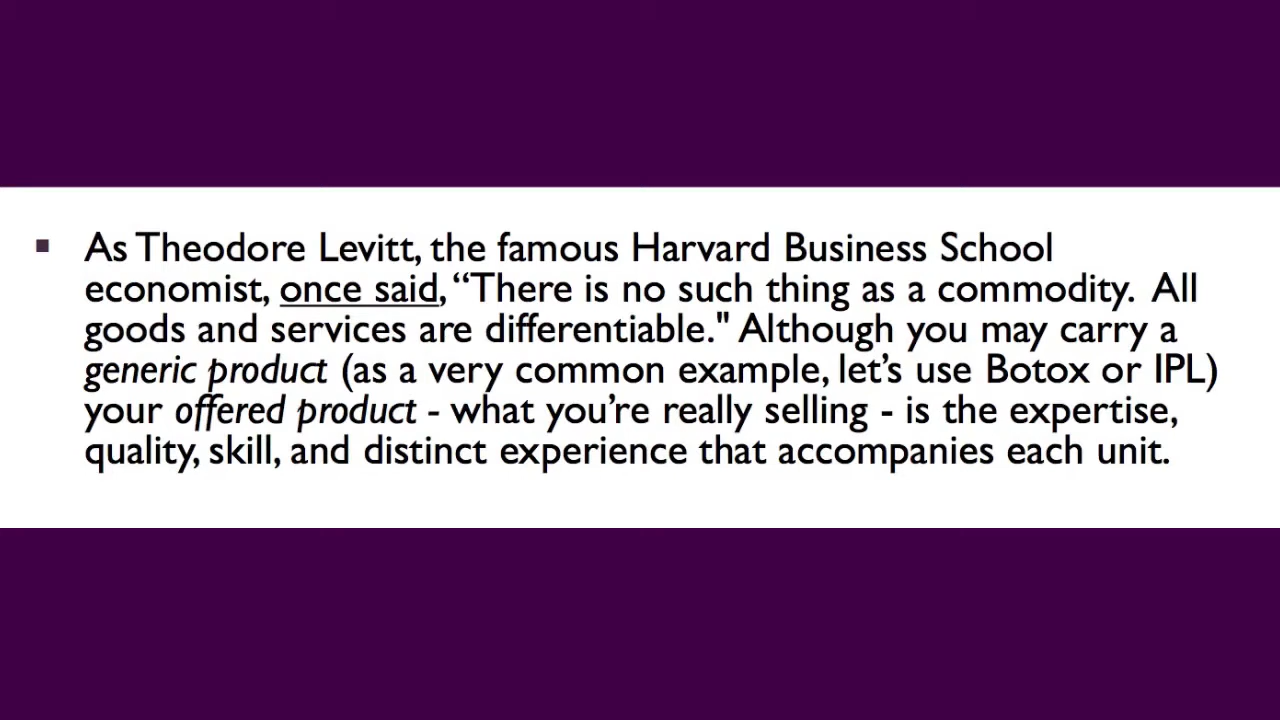 ▪ As Theodore Levitt, the famous Harvard Business School
economist, once said, “There is no such thing as a commodity.  All
goods and services are differentiable." Although you may carry a
generic product (as a very common example, let’s use Botox or IPL)
your offered product - what you’re really selling - is the expertise,
quality, skill, and distinct experience that accompanies each unit.